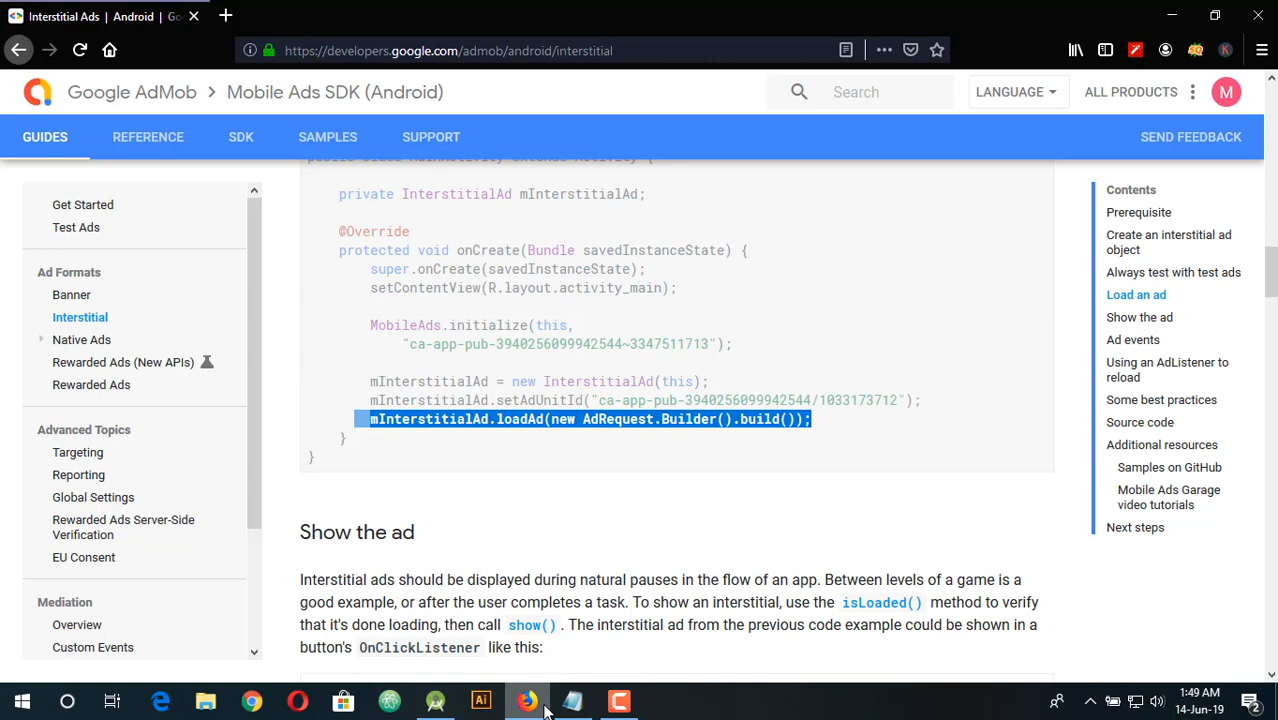 Interstitial Ads | Android | Go
https://developers.google.com/admob/android/interstitial
Google AdMob > Mobile Ads SDK (Android)
Search
LANGUAGE
ALL PRODUCTS
M
GUIDES
REFERENCE
SDK
SAMPLES
SUPPORT
SEND FEEDBACK
Get Started
Test Ads
Ad Formats
Banner
Interstitial
Native Ads
Rewarded Ads (New APIs)
Rewarded Ads
Advanced Topics
Targeting
Reporting
Global Settings
Rewarded Ads Server-Side
Verification
EU Consent
Mediation
Overview
Custom Events
public class MainActivity extends Activity {
private InterstitialAd mInterstitialAd;
@Override
protected void onCreate(Bundle savedInstanceState) {
super.onCreate(savedInstanceState);
setContentView(R.layout.activity_main);
MobileAds.initialize(this,
"ca-app-pub-3940256099942544~3347511713");
mInterstitialAd = new InterstitialAd(this);
mInterstitialAd.setAdUnitId("ca-app-pub-3940256099942544/1033173712");
mInterstitialAd.loadAd(new AdRequest.Builder().build());
}
}
Show the ad
Interstitial ads should be displayed during natural pauses in the flow of an app. Between levels of a game is a
good example, or after the user completes a task. To show an interstitial, use the isLoaded() method to verify
that it's done loading, then call show() . The interstitial ad from the previous code example could be shown in a
button's OnClickListener like this:
Contents
Prerequisite
Create an interstitial ad
object
Always test with test ads
Load an ad
Show the ad
Ad events
Using an AdListener to
reload
Some best practices
Source code
Additional resources
Samples on GitHub
Mobile Ads Garage
video tutorials
Next steps
Ai
1:49 AM
14-Jun-19
2